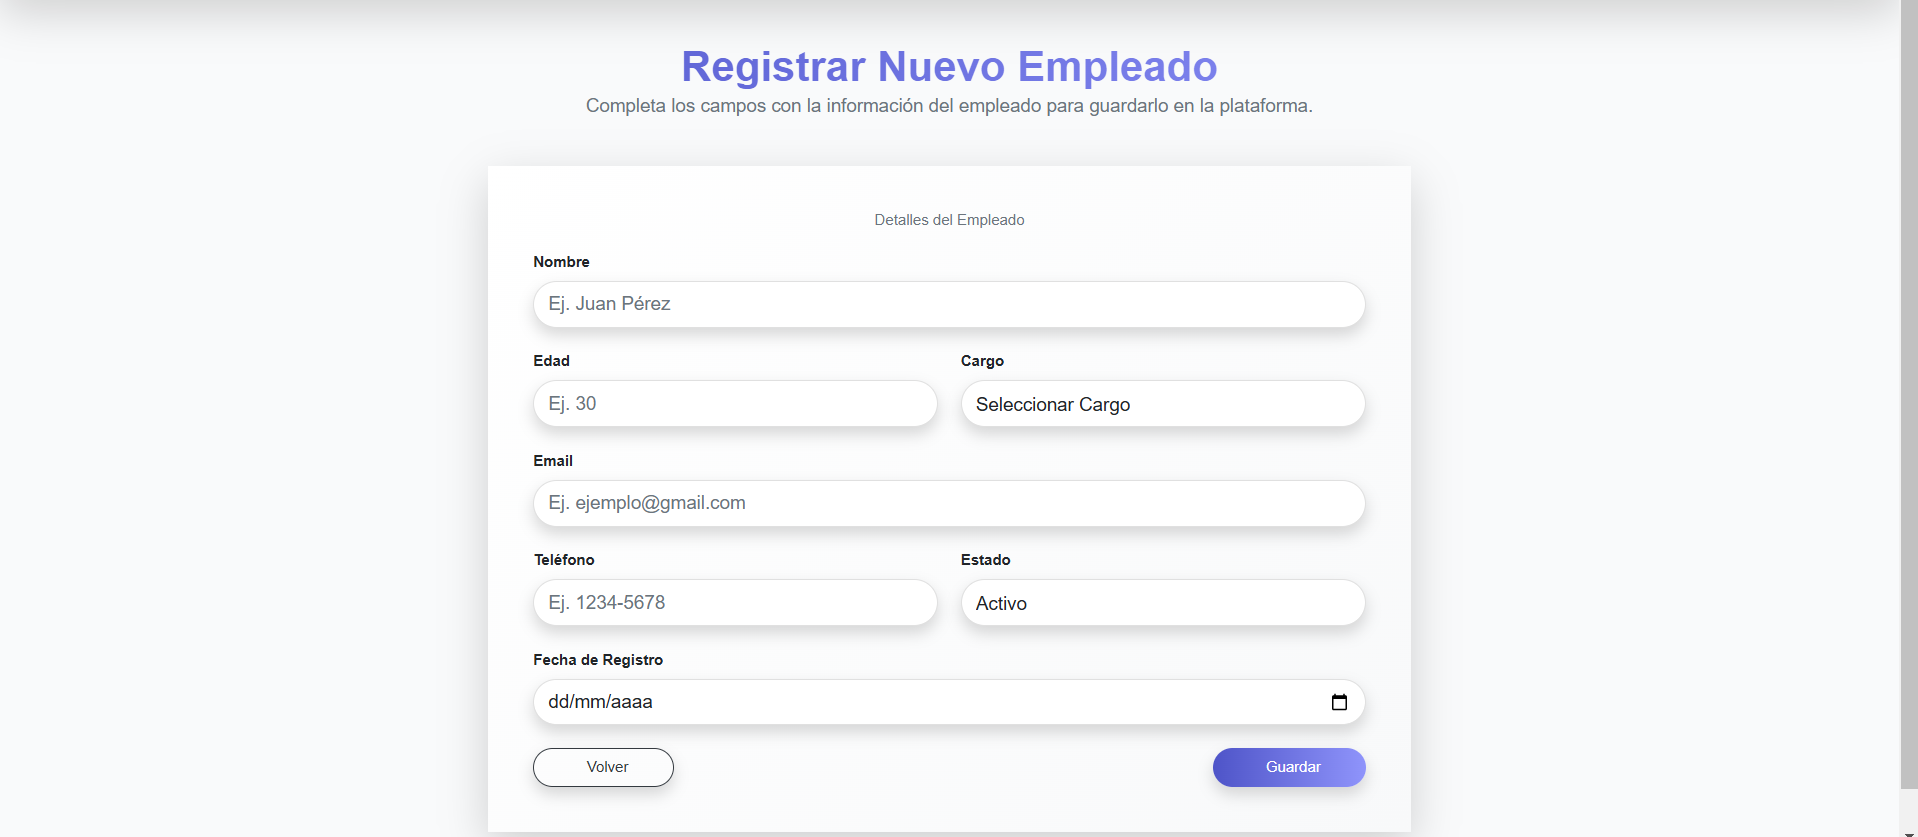 Registrar Nuevo Empleado
Completa los campos con la información del empleado para guardarlo en la plataforma.
Detalles del Empleado
Nombre
Ej. Juan Pérez
Edad
Cargo
Ej. 30
Seleccionar Cargo
Email
Ej. ejemplo@gmail.com
Teléfono
Estado
Ej. 1234-5678
Activo
Fecha de Registro
dd/mm/aaaa
Volver
Guardar